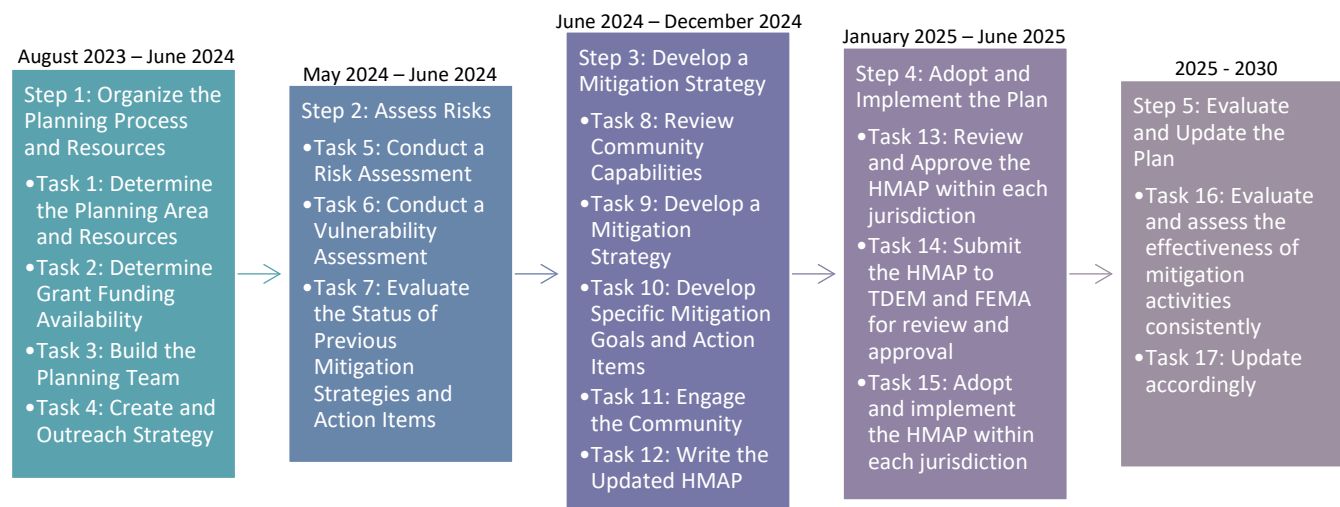 August 2023 – June 2024
Step 1: Organize the
Planning Process
and Resources
•Task 1: Determine
the Planning Area
and Resources
•Task 2: Determine
Grant Funding
Availability
•Task 3: Build the
Planning Team
•Task 4: Create and
Outreach Strategy
May 2024 – June 2024
Step 2: Assess Risks
•Task 5: Conduct a
Risk Assessment
•Task 6: Conduct a
Vulnerability
Assessment
•Task 7: Evaluate
the Status of
Previous
Mitigation
Strategies and
Action Items
June 2024 – December 2024
Step 3: Develop a
Mitigation Strategy
•Task 8: Review
Community
Capabilities
•Task 9: Develop a
Mitigation
Strategy
•Task 10: Develop
Specific Mitigation
Goals and Action
Items
•Task 11: Engage
the Community
•Task 12: Write the
Updated HMAP
January 2025 – June 2025
Step 4: Adopt and
Implement the Plan
•Task 13: Review
and Approve the
HMAP within each
jurisdiction
•Task 14: Submit
the HMAP to
TDEM and FEMA
for review and
approval
•Task 15: Adopt
and implement
the HMAP within
each jurisdiction
2025 - 2030
Step 5: Evaluate
and Update the
Plan
•Task 16: Evaluate
and assess the
effectiveness of
mitigation
activities
consistently
•Task 17: Update
accordingly